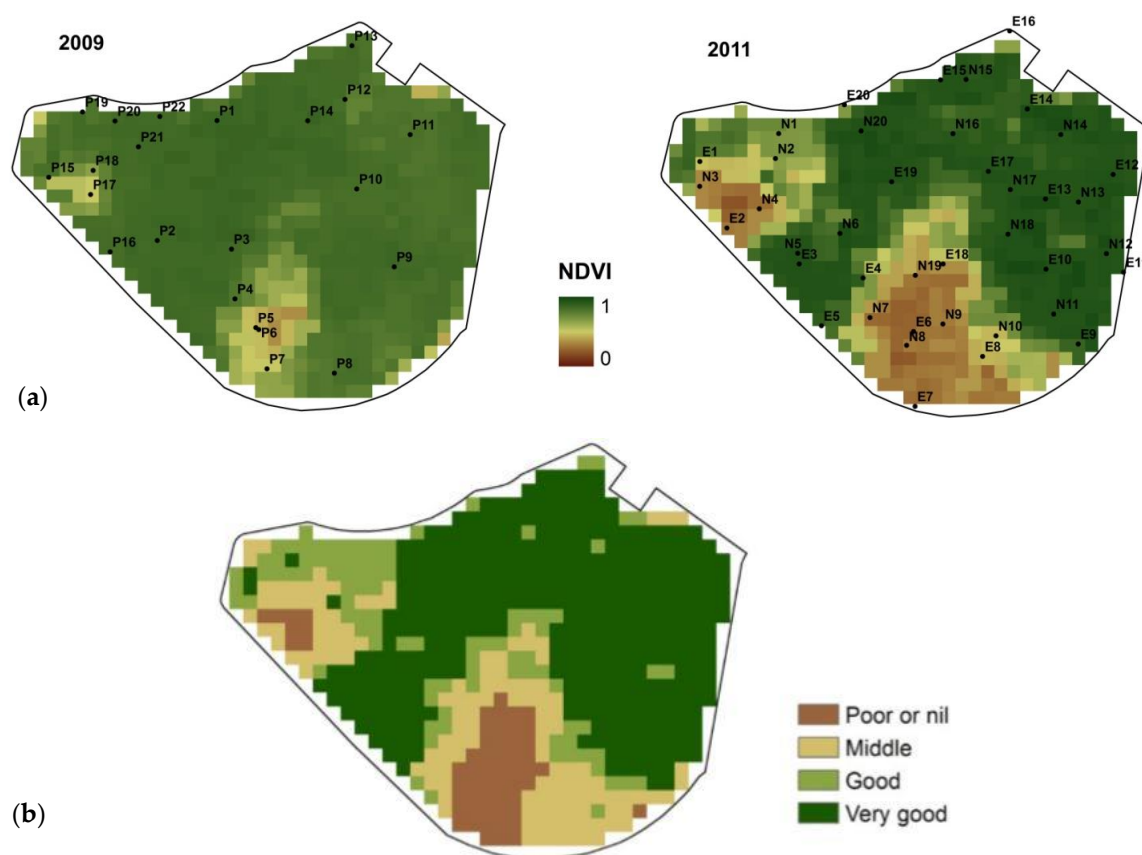 2009
P13
P12
P19
P20
P22
P1
P14
P11
P21
P15
P18
P17
P10
P2
P3
P16
P9
P4
P5
P6
P7
P8
NDVI
1
0
2011
E16
E15
N15
E20
E14
N1
N20
N16
N14
E1
N2
E17
E12
N3
E19
N17
E13
N13
N4
E2
N6
N18
N5
E3
N12
E18
E10
E1
E4
N19
N7
N11
E5
E6
N9
N8
N10
E9
E8
E7
(a)
Poor or nil
Middle
Good
Very good
(b)